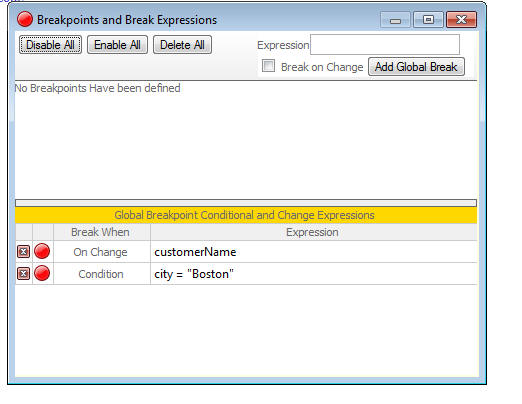 Breakpoints and Break Expressions
Disable All Enable All Delete All Expression
Break on Change Add Global Break
No Breakpoints Have been defined
Global Breakpoint Conditional and Change Expressions
Break When Expression
On Change customerName
Condition city = "Boston"